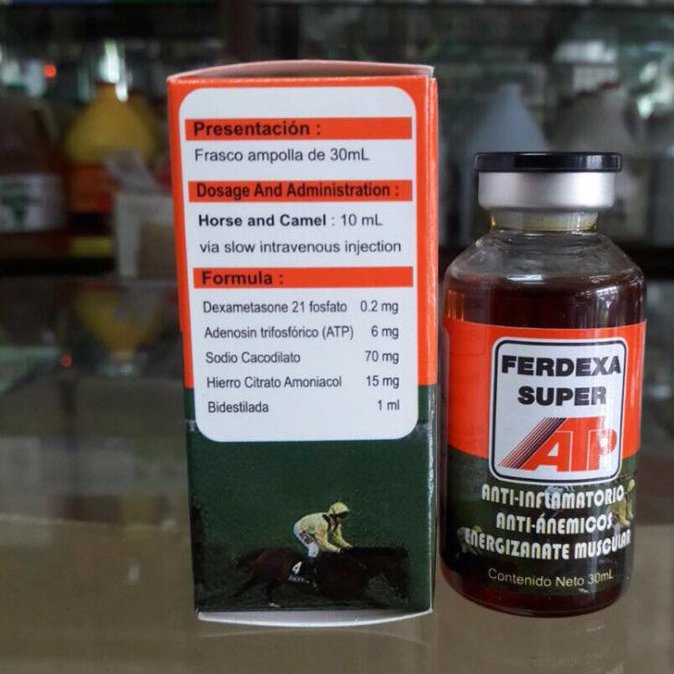 Presentación :
Frasco ampolla de 30mL
Dosage And Administration :
Horse and Camel : 10 mL
via slow intravenous injection
Formula :
Dexametasone 21 fosfato 0.2 mg
Adenosin trifosfórico (ATP) 6 mg
Sodio Cacodilato 70 mg
Hierro Citrato Amoniacol 15 mg
Bidestilada 1 ml
4
FERDEXA
SUPER
ATP
ANTI-INFLAMATORIO
ANTI-ÁNEMICOS
ENERGIZANATE MUSCULAR
Contenido Neto 30mL